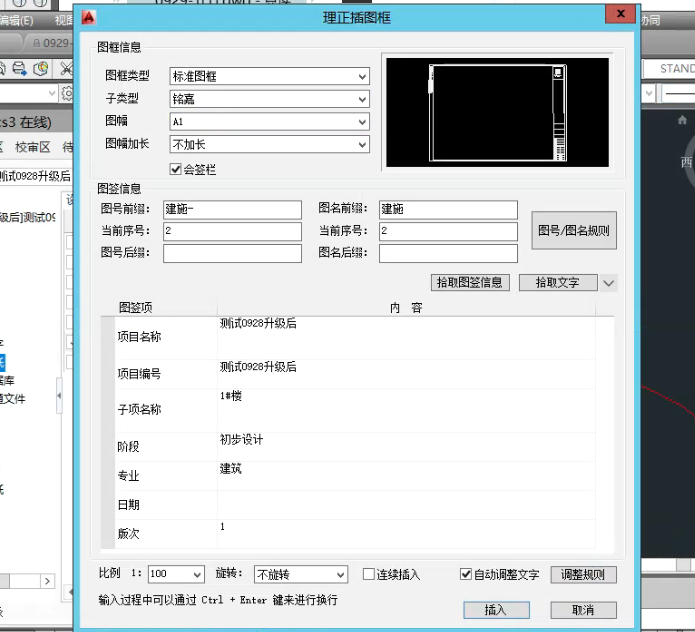 编辑(E)
视图
协同
0929-
STAND
:s3 在线)
校审区
待
测试0928升级后
级后]测试09
库
文件
西
理正插图框
图框信息
图框类型 标准图框
子类型 铭嘉
图幅 A1
图幅加长 不加长
会签栏
图签信息
图号前缀: 建施- 图名前缀: 建施
当前序号: 2 当前序号: 2
图号后缀: 图名后缀:
图号/图名规则
拾取图签信息 拾取文字
图签项 内 容
项目名称 测试0928升级后
项目编号 测试0928升级后
子项名称 1#楼
阶段 初步设计
专业 建筑
日期
版次 1
比例 1: 100 旋转: 不旋转 连续插入 自动调整文字 调整规则
输入过程中可以通过 Ctrl + Enter 键来进行换行
插入 取消